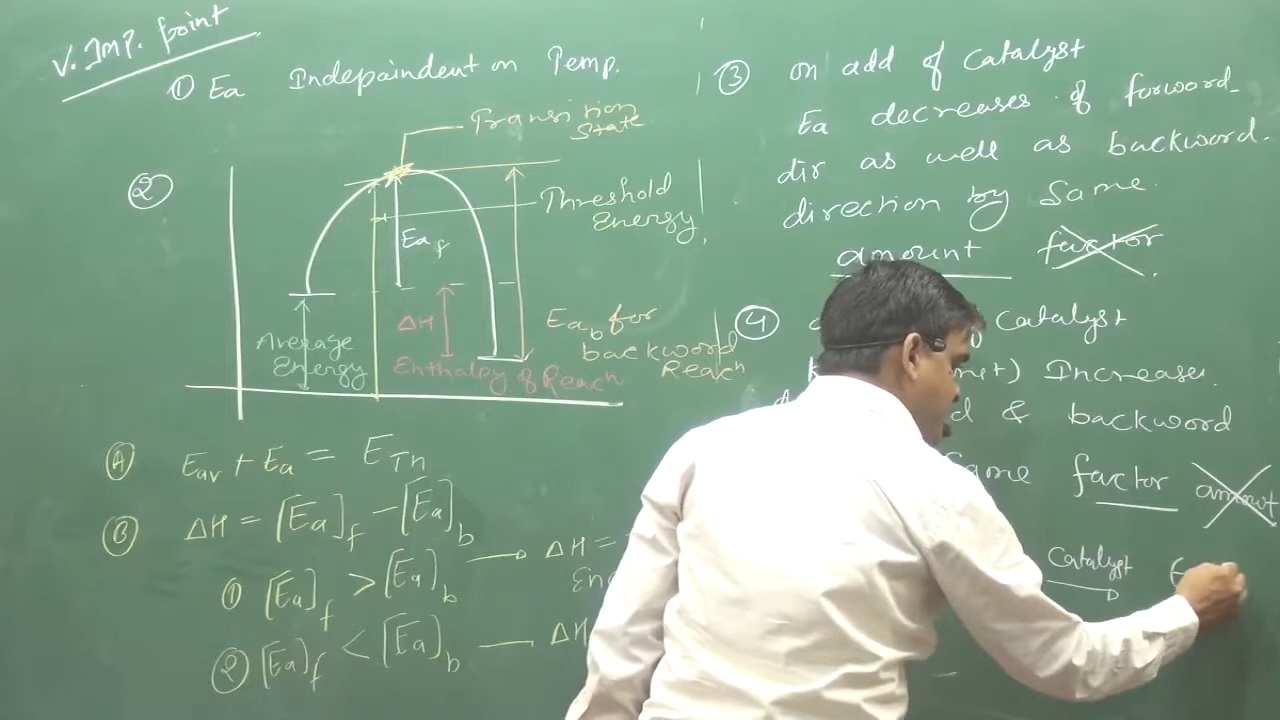 V. Imp. point
① Ea Indepaindent on Temp.
②
Transition
State
Threshold
Energy
Ea f
ΔH
Average
Energy
Enthalpy of Reacn
Ea b for
backword
Reacn
Ⓐ Eav + Ea = ETh
Ⓑ ΔH = [Ea]f - [Ea]b
① [Ea]f > [Ea]b → ΔH =
② [Ea]f < [Ea]b — ΔH
③ on add of Catalyst
Ea decreases of forword
dir as well as backword.
direction by Same.
amount factor
④ Catalyst
Increases.
& backword
Same factor amount
Catalyst